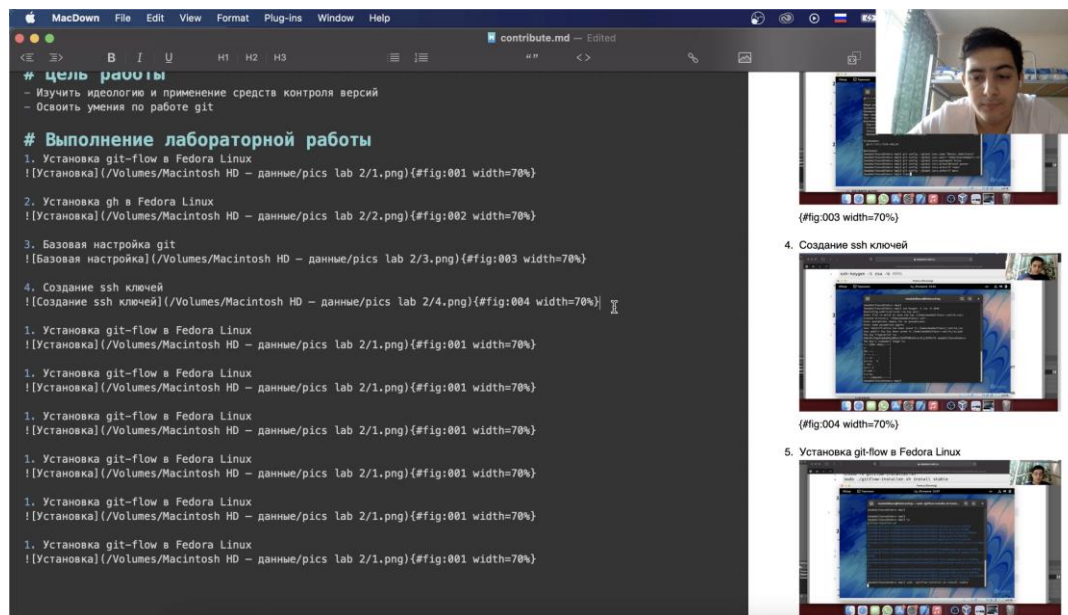 MacDown File Edit View Format Plug-ins Window Help
contribute.md — Edited
B I U H1 H2 H3 “ ” < >
# Цель работы
– Изучить идеологию и применение средств контроля версий
– Освоить умения по работе git
# Выполнение лабораторной работы
1. Установка git-flow в Fedora Linux
![Установка](/Volumes/Macintosh HD — данные/pics lab 2/1.png){#fig:001 width=70%}
2. Установка gh в Fedora Linux
![Установка](/Volumes/Macintosh HD — данные/pics lab 2/2.png){#fig:002 width=70%}
3. Базовая настройка git
![Базовая настройка](/Volumes/Macintosh HD — данные/pics lab 2/3.png){#fig:003 width=70%}
4. Создание ssh ключей
![Создание ssh ключей](/Volumes/Macintosh HD — данные/pics lab 2/4.png){#fig:004 width=70%}
1. Установка git-flow в Fedora Linux
![Установка](/Volumes/Macintosh HD — данные/pics lab 2/1.png){#fig:001 width=70%}
1. Установка git-flow в Fedora Linux
![Установка](/Volumes/Macintosh HD — данные/pics lab 2/1.png){#fig:001 width=70%}
1. Установка git-flow в Fedora Linux
![Установка](/Volumes/Macintosh HD — данные/pics lab 2/1.png){#fig:001 width=70%}
1. Установка git-flow в Fedora Linux
![Установка](/Volumes/Macintosh HD — данные/pics lab 2/1.png){#fig:001 width=70%}
1. Установка git-flow в Fedora Linux
![Установка](/Volumes/Macintosh HD — данные/pics lab 2/1.png){#fig:001 width=70%}
1. Установка git-flow в Fedora Linux
![Установка](/Volumes/Macintosh HD — данные/pics lab 2/1.png){#fig:001 width=70%}
{#fig:003 width=70%}
4. Создание ssh ключей
{#fig:004 width=70%}
5. Установка git-flow в Fedora Linux